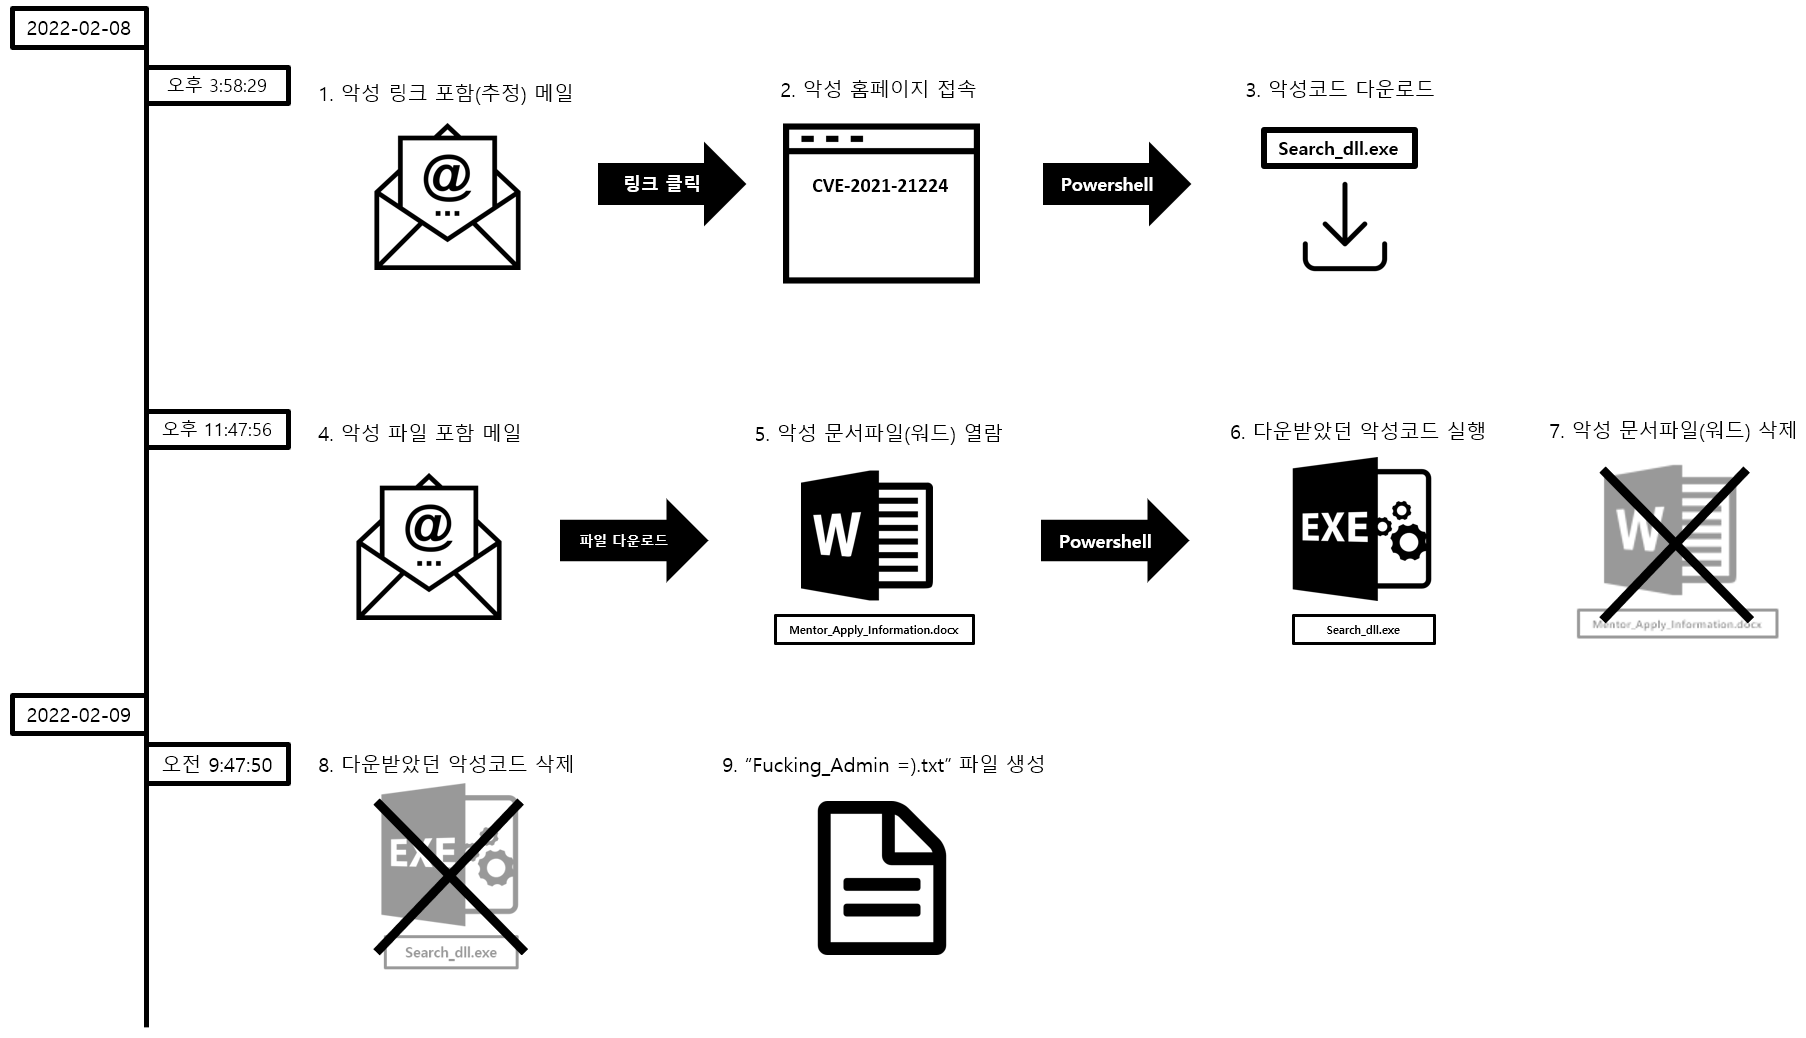 2022-02-08
오후 3:58:29
1. 악성 링크 포함(추정) 메일
2. 악성 홈페이지 접속
3. 악성코드 다운로드
@
링크 클릭
CVE-2021-21224
Powershell
Search_dll.exe
오후 11:47:56
4. 악성 파일 포함 메일
5. 악성 문서파일(워드) 열람
6. 다운받았던 악성코드 실행
7. 악성 문서파일(워드) 삭제
@
파일 다운로드
W
Powershell
EXE
W
Mentor_Apply_Information.docx
Search_dll.exe
Mentor_Apply_Information.docx
2022-02-09
오전 9:47:50
8. 다운받았던 악성코드 삭제
9. “Fucking_Admin =).txt” 파일 생성
EXE
Search_dll.exe